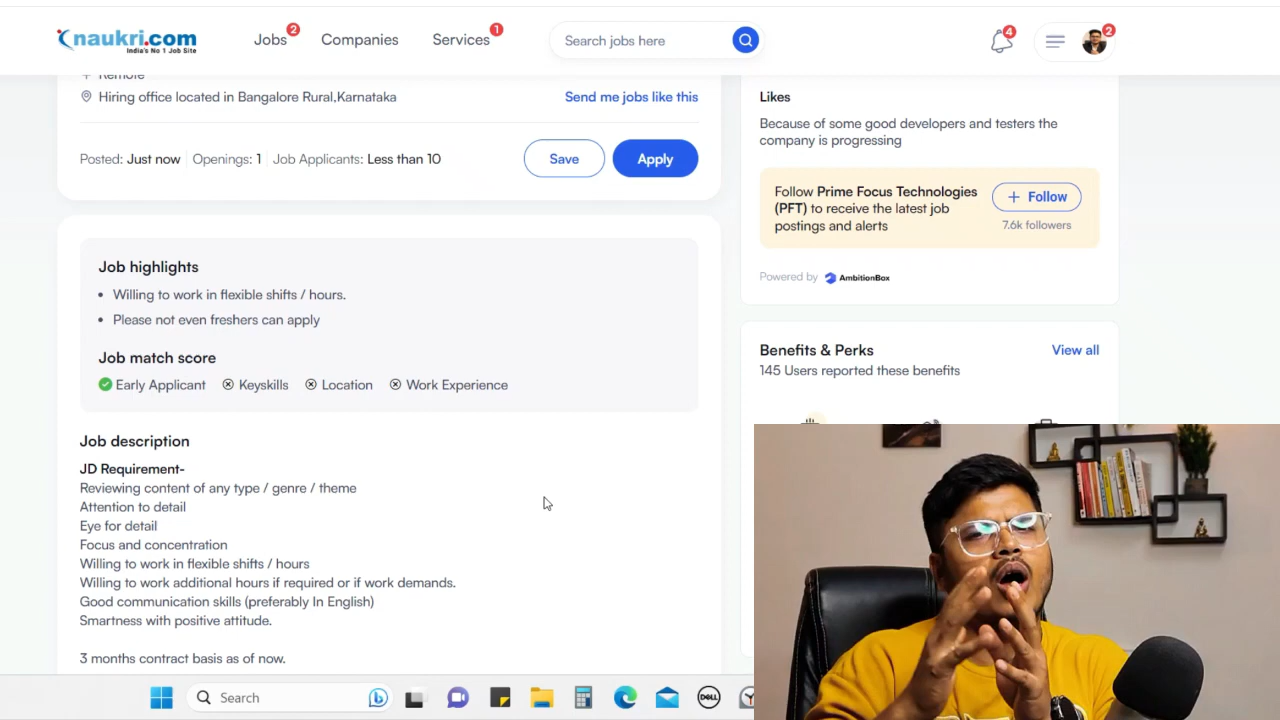 naukri.com
India's No 1 Job Site
Jobs 2
Companies
Services 1
Search jobs here
4
2
Remote
Hiring office located in Bangalore Rural,Karnataka
Send me jobs like this
Posted: Just now
Openings: 1
Job Applicants: Less than 10
Save
Apply
Job highlights
Willing to work in flexible shifts / hours.
Please not even freshers can apply
Job match score
Early Applicant
Keyskills
Location
Work Experience
Job description
JD Requirement-
Reviewing content of any type / genre / theme
Attention to detail
Eye for detail
Focus and concentration
Willing to work in flexible shifts / hours
Willing to work additional hours if required or if work demands.
Good communication skills (preferably In English)
Smartness with positive attitude.
3 months contract basis as of now.
Likes
Because of some good developers and testers the
company is progressing
Follow Prime Focus Technologies
(PFT) to receive the latest job
postings and alerts
+ Follow
7.6k followers
Powered by AmbitionBox
Benefits & Perks
View all
145 Users reported these benefits
Search
DELL